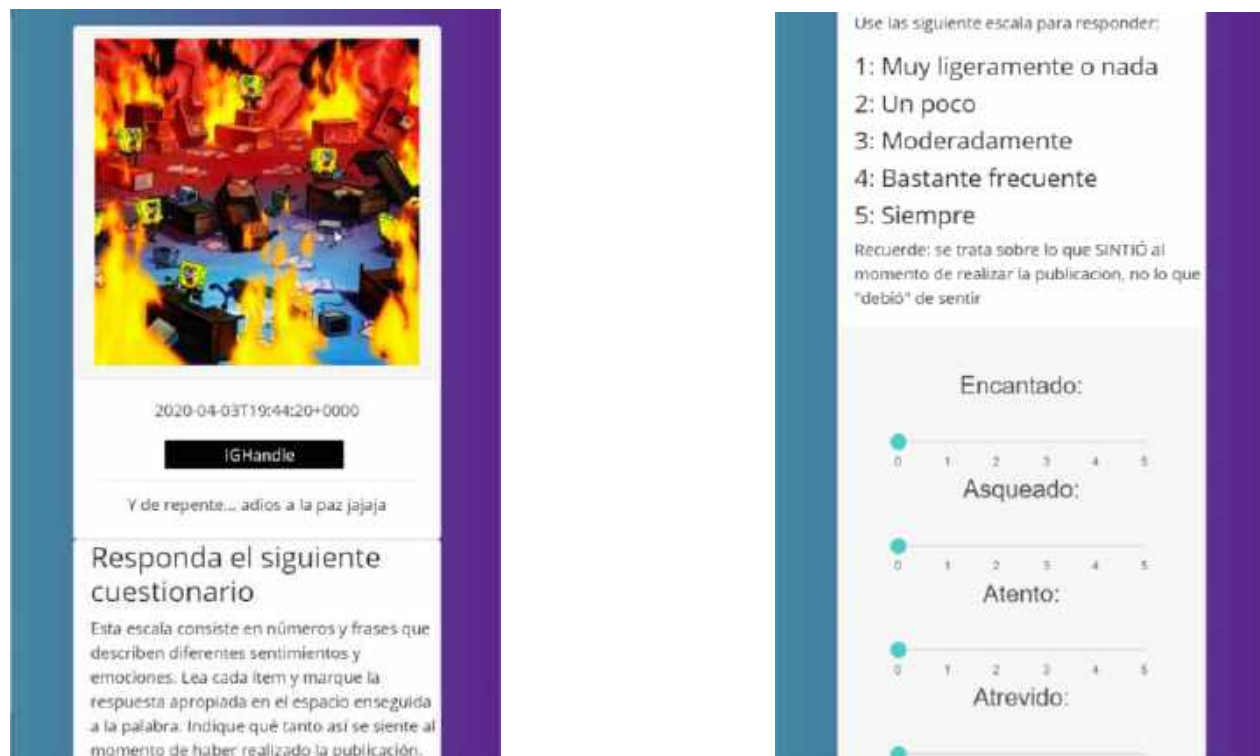 2020-04-03T19:44:20+0000
IGHandle
Y de repente... adios a la paz jajaja
Responda el siguiente
cuestionario
Esta escala consiste en números y frases que
describen diferentes sentimientos y
emociones. Lea cada ítem y marque la
respuesta apropiada en el espacio enseguida
a la palabra. Indique qué tanto así se siente al
momento de haber realizado la publicación.
Use las siguiente escala para responder:
1: Muy ligeramente o nada
2: Un poco
3: Moderadamente
4: Bastante frecuente
5: Siempre
Recuerde: se trata sobre lo que SINTIÓ al
momento de realizar la publicacion, no lo que
"debió" de sentir
Encantado:
0 1 2 3 4 5
Asqueado:
0 1 2 3 4 5
Atento:
0 1 2 3 4 5
Atrevido: